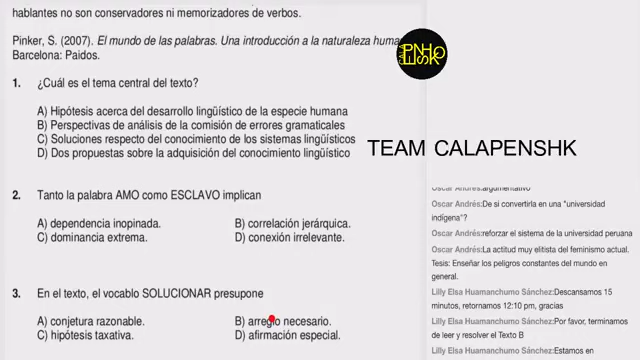 hablantes no son conservadores ni memorizadores de verbos.
Pinker, S. (2007). El mundo de las palabras. Una introducción a la naturaleza huma
Barcelona: Paidos.
1. ¿Cuál es el tema central del texto?
A) Hipótesis acerca del desarrollo lingüístico de la especie humana
B) Perspectivas de análisis de la comisión de errores gramaticales
C) Soluciones respecto del conocimiento de los sistemas lingüísticos
D) Dos propuestas sobre la adquisición del conocimiento lingüístico
TEAM CALAPENSHK
2. Tanto la palabra AMO como ESCLAVO implican
A) dependencia inopinada. B) correlación jerárquica.
C) dominancia extrema. D) conexión irrelevante.
3. En el texto, el vocablo SOLUCIONAR presupone
A) conjetura razonable. B) arreglo necesario.
C) hipótesis taxativa. D) afirmación especial.
Oscar Andrés:argumentativo
Oscar Andrés:De si convertirla en una "universidad
indígena"?
Oscar Andrés:reforzar el sistema de la universidad peruana
Oscar Andrés:La actitud muy elitista del feminismo actual.
Tesis: Enseñar los peligros constantes del mundo en
general.
Lilly Elsa Huamanchumo Sánchez:Descansamos 15
minutos, retornamos 12:10 pm, gracias
Lilly Elsa Huamanchumo Sánchez:Por favor, terminamos
de leer y resolver el Texto B
Lilly Elsa Huamanchumo Sánchez:Estamos en